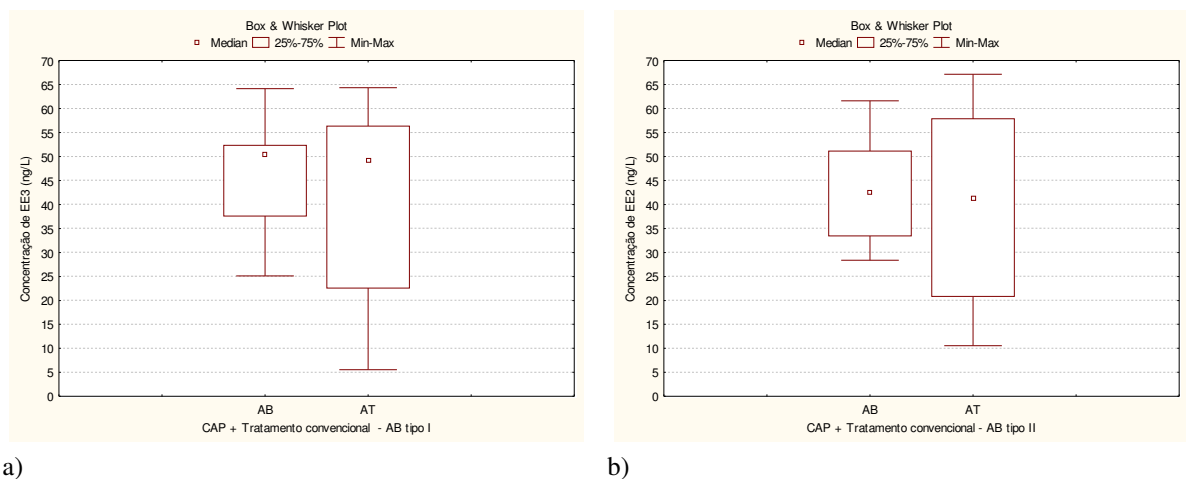 Box & Whisker Plot
Median 25%-75% Min-Max
70
65
60
55
50
45
40
35
30
25
20
15
10
5
0
Concentração de EE3 (ng/L)
AB AT
CAP + Tratamento convencional - AB tipo I
a)
Box & Whisker Plot
Median 25%-75% Min-Max
70
65
60
55
50
45
40
35
30
25
20
15
10
5
0
Concentração de EE2 (ng/L)
AB AT
CAP + Tratamento convencional - AB tipo II
b)